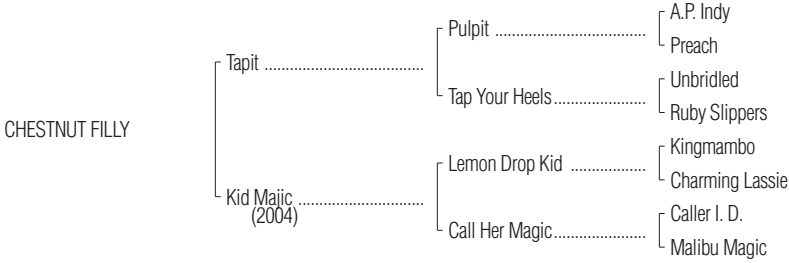 A.P. Indy
Pulpit ......................................
Preach
Tapit ........................................
Unbridled
Tap Your Heels.......................
Ruby Slippers
CHESTNUT FILLY
Kingmambo
Lemon Drop Kid ...................
Charming Lassie
Kid Majic ...............................
(2004)
Caller I. D.
Call Her Magic.......................
Malibu Magic